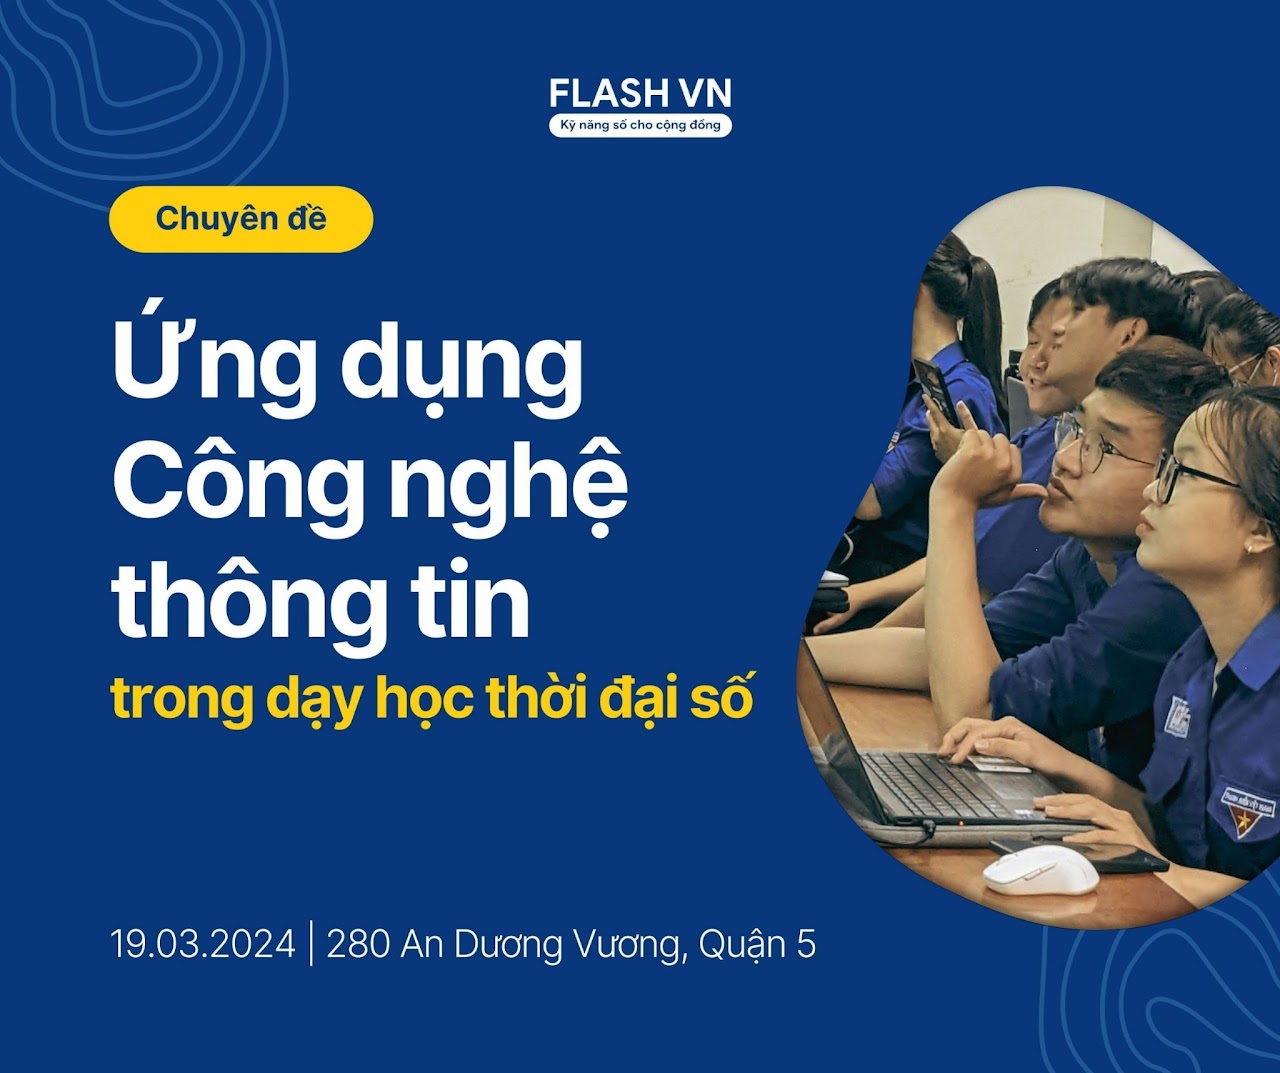 FLASH VN
Kỹ năng số cho cộng đồng
Chuyên đề
Ứng dụng
Công nghệ
thông tin
trong dạy học thời đại số
19.03.2024 | 280 An Dương Vương, Quận 5